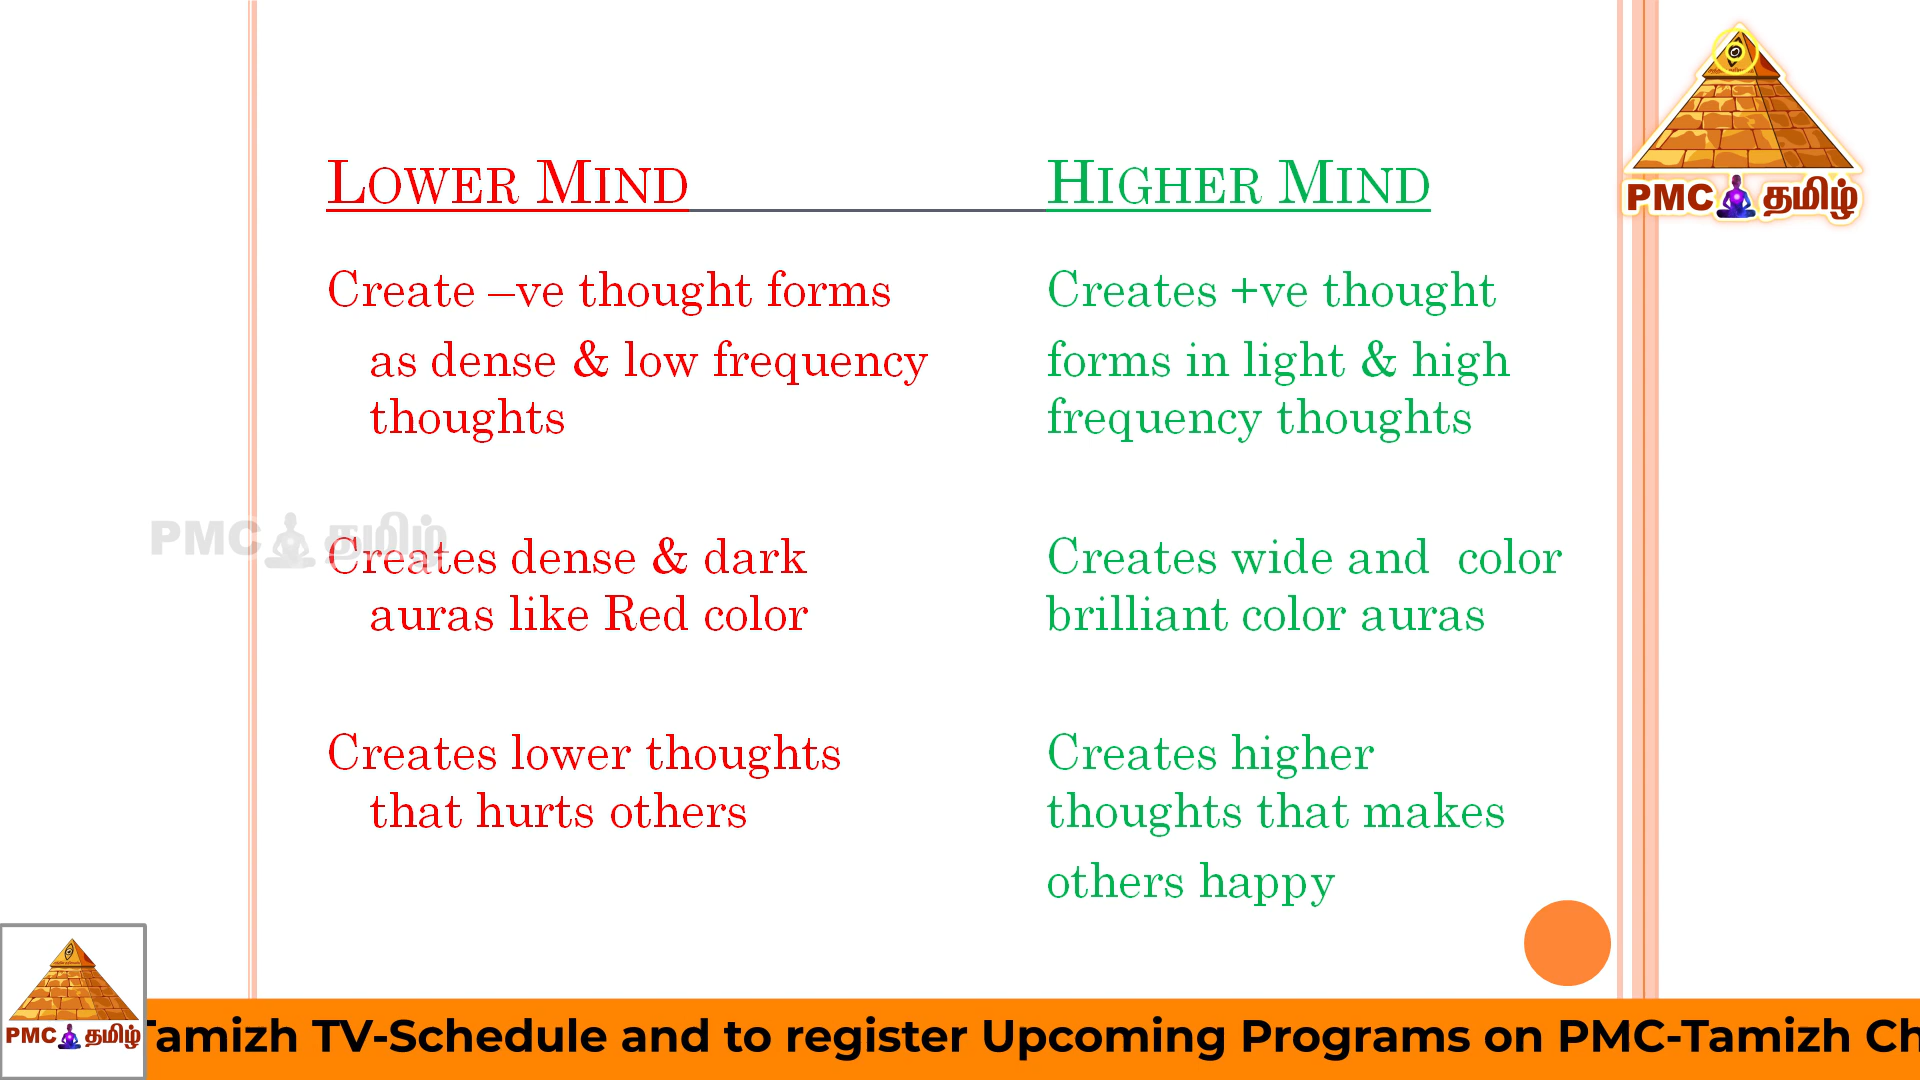 LOWER MIND
Create –ve thought forms
as dense & low frequency
thoughts
Creates dense & dark
auras like Red color
Creates lower thoughts
that hurts others
HIGHER MIND
Creates +ve thought
forms in light & high
frequency thoughts
Creates wide and color
brilliant color auras
Creates higher
thoughts that makes
others happy
PMC தமிழ்
PMC தமிழ்
PMC தமிழ்
Tamizh TV-Schedule and to register Upcoming Programs on PMC-Tamizh Ch